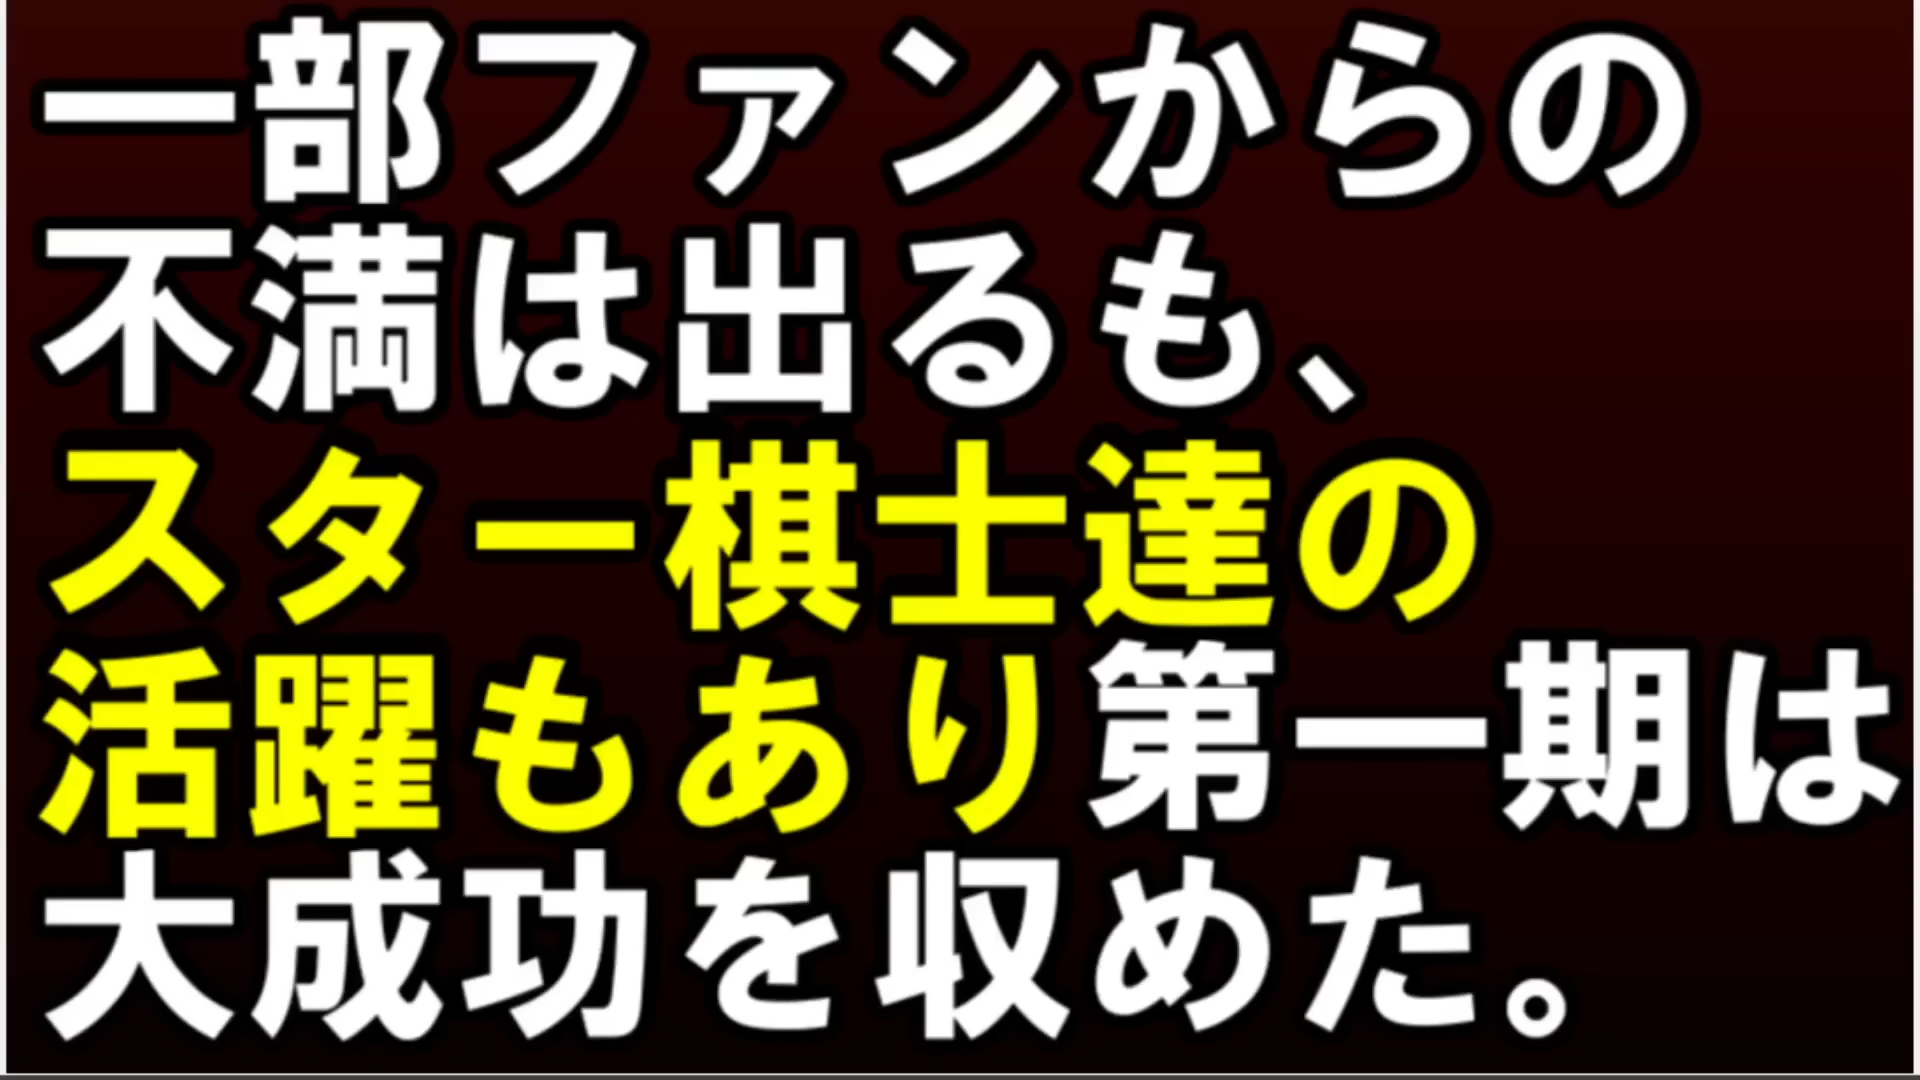 一部ファンからの
不満は出るも、
スター棋士達の
活躍もあり第一期は
大成功を収めた。